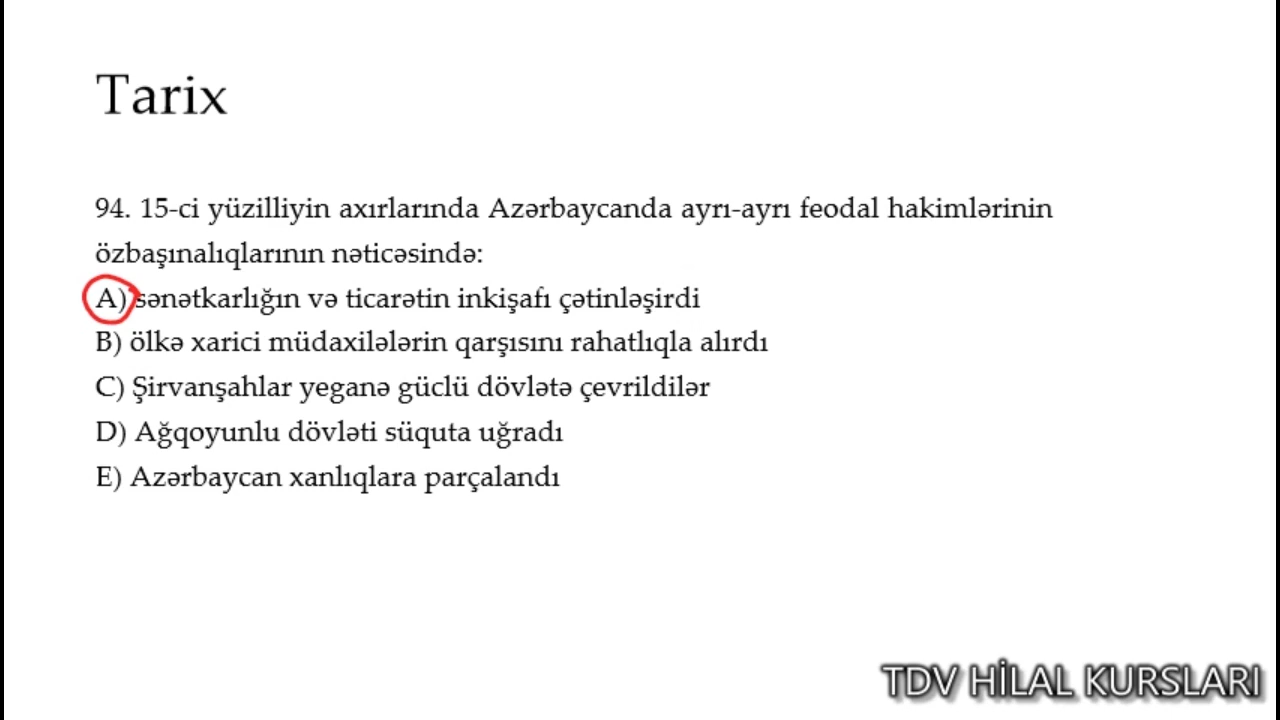 Tarix
94. 15-ci yüzilliyin axırlarında Azərbaycanda ayrı-ayrı feodal hakimlərinin
özbaşınalıqlarının nəticəsində:
A) sənətkarlığın və ticarətin inkişafı çətinləşirdi
B) ölkə xarici müdaxilələrin qarşısını rahatlıqla alırdı
C) Şirvanşahlar yeganə güclü dövlətə çevrildilər
D) Ağqoyunlu dövləti süquta uğradı
E) Azərbaycan xanlıqlara parçalandı
TDV HİLAL KURSLARI